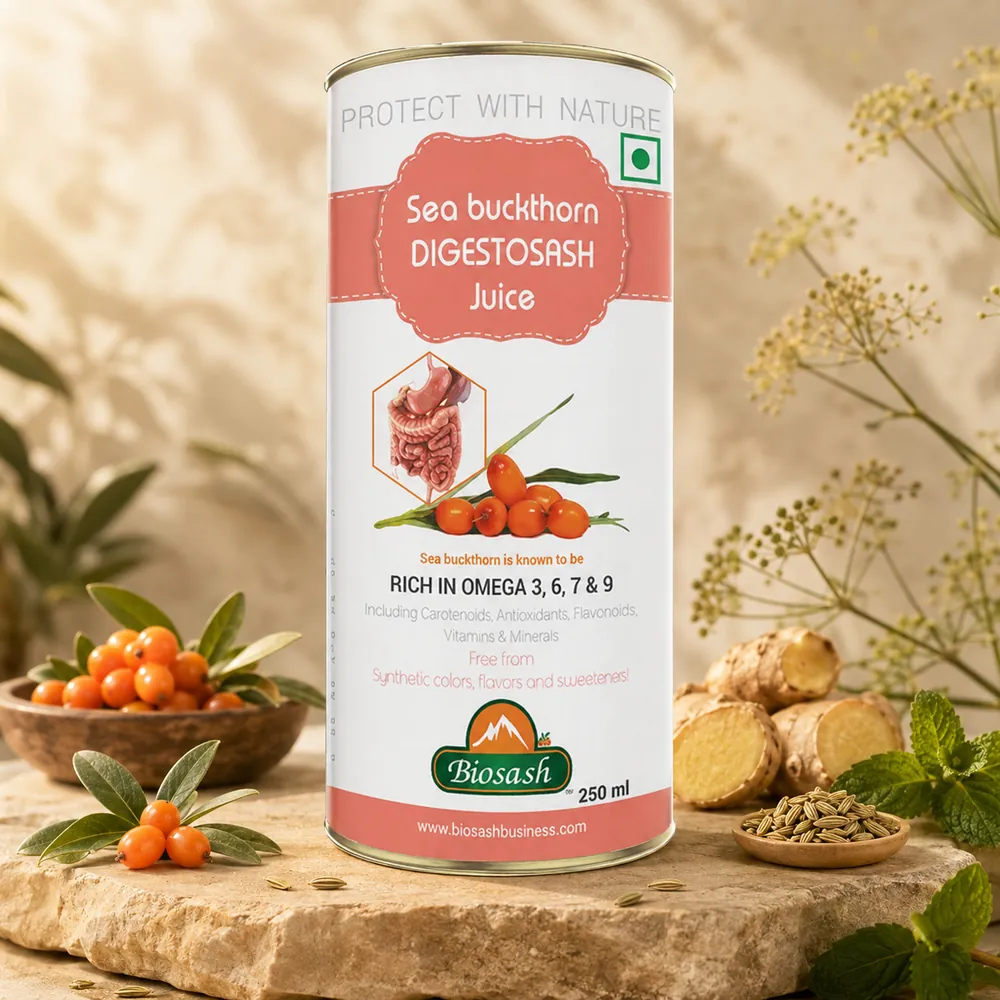 PROTECT WITH NATURE
Sea buckthorn
DIGESTOSASH
Juice
Sea buckthorn is known to be
RICH IN OMEGA 3, 6, 7 & 9
Including Carotenoids, Antioxidants, Flavonoids,
Vitamins & Minerals
Free from
Synthetic colors, flavors and sweeteners!
Biosash
250 ml
www.biosashbusiness.com